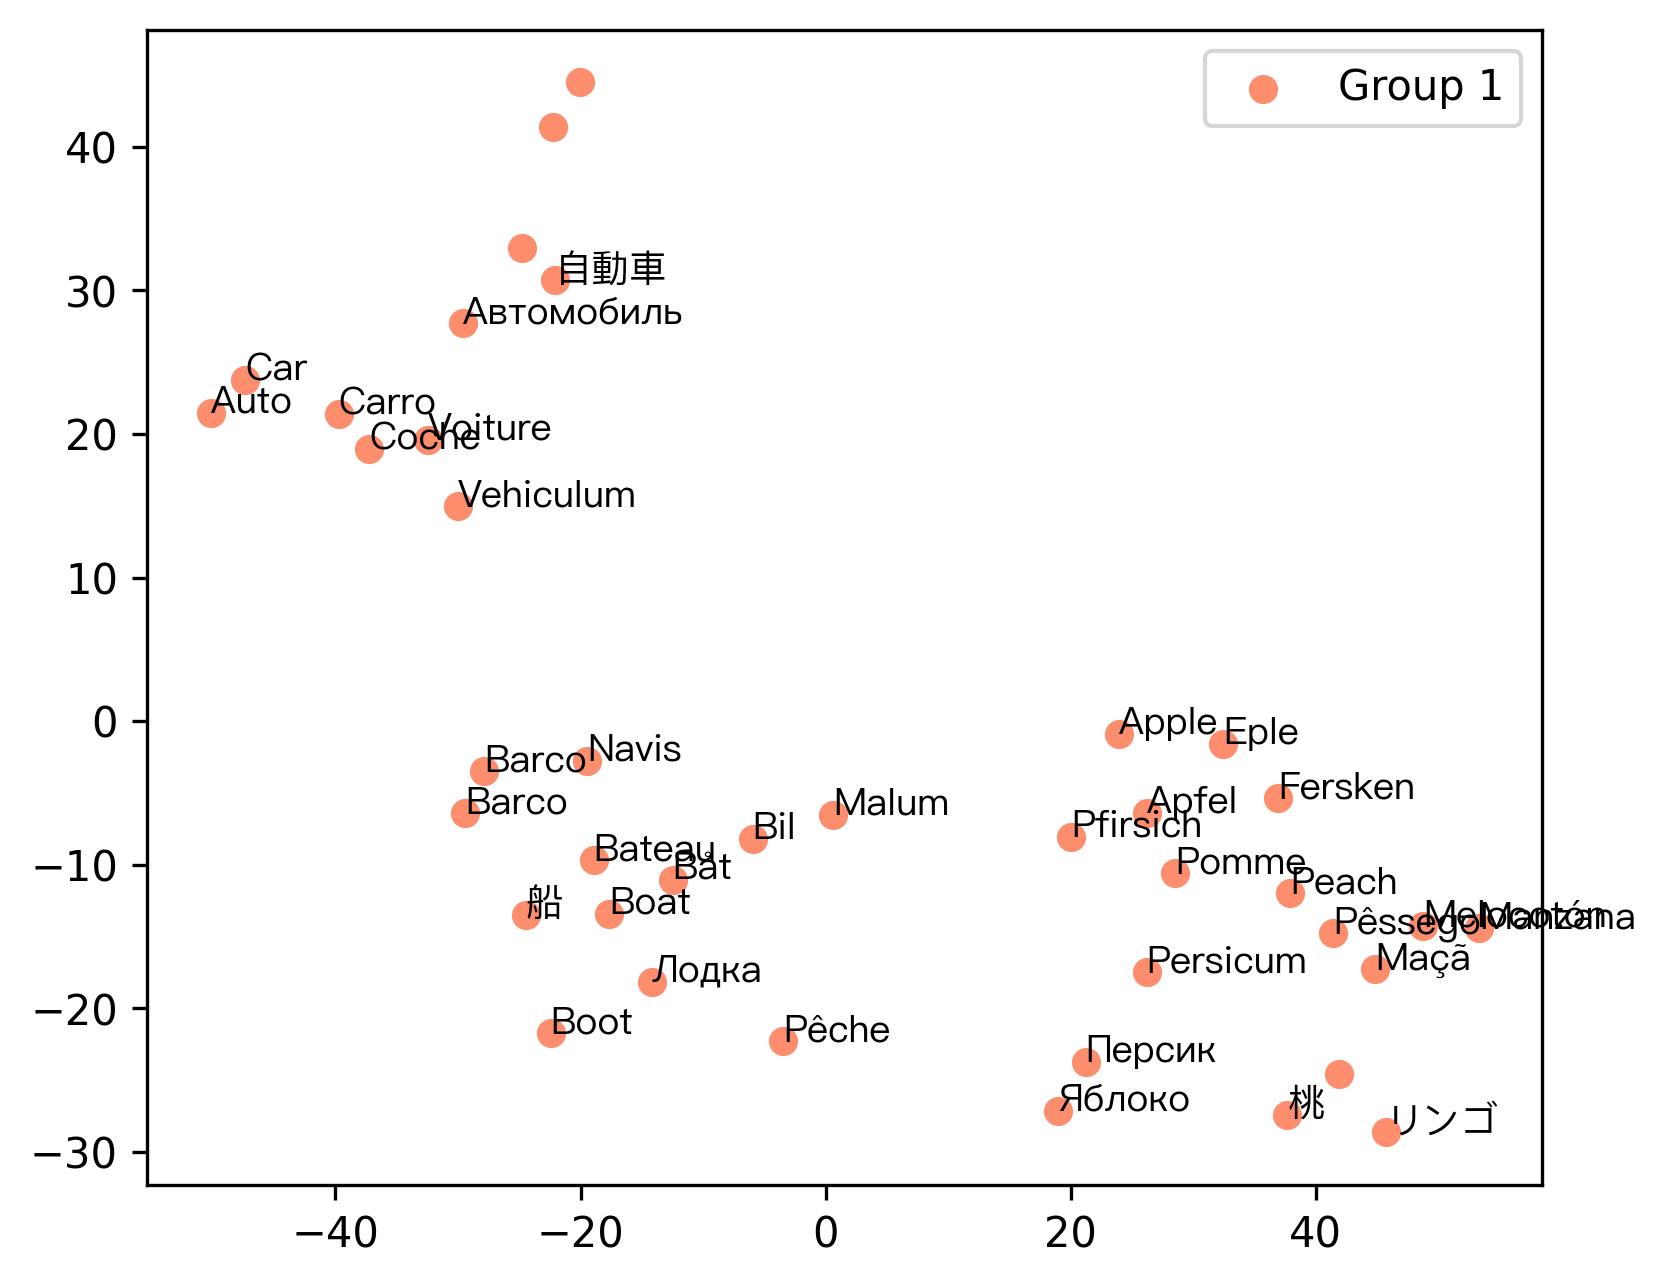 Group 1
40
30
20
10
0
−10
−20
−30
−40
−20
0
20
40
自動車
Автомобиль
Car
Auto
Carro
Voiture
Coche
Vehiculum
Apple
Eple
Navis
Barco
Fersken
Barco
Malum
Apfel
Pfirsich
Bil
Bateau
Båt
Pomme
Peach
船
Boat
Melocotón
Manzana
Pêssego
Maçã
Persicum
Лодка
Boot
Pêche
Персик
Яблоко
桃
リンゴ